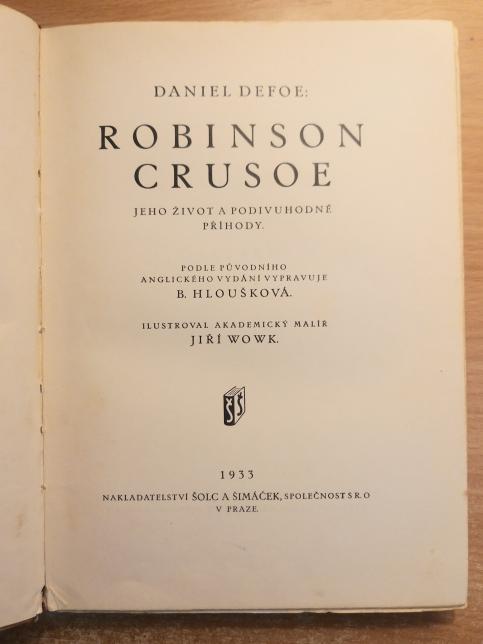 DANIEL DEFOE:
ROBINSON
CRUSOE
JEHO ŽIVOT A PODIVUHODNÉ
PŘÍHODY.
PODLE PŮVODNÍHO
ANGLICKÉHO VYDÁNÍ VYPRAVUJE
B. HLOUŠKOVÁ.
ILUSTROVAL AKADEMICKÝ MALÍŘ
JIŘÍ WOWK.
ŠŠ
1933
NAKLADATELSTVÍ ŠOLC A ŠIMÁČEK, SPOLEČNOST S R. O
V PRAZE.